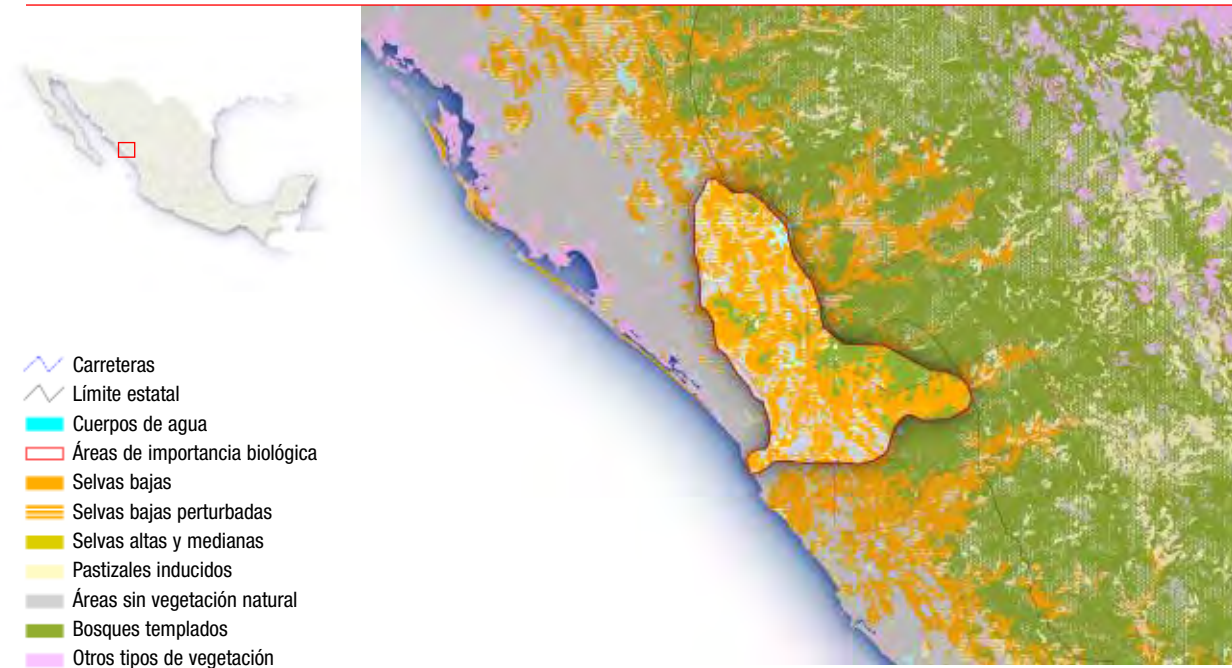 Carreteras
Límite estatal
Cuerpos de agua
Áreas de importancia biológica
Selvas bajas
Selvas bajas perturbadas
Selvas altas y medianas
Pastizales inducidos
Áreas sin vegetación natural
Bosques templados
Otros tipos de vegetación